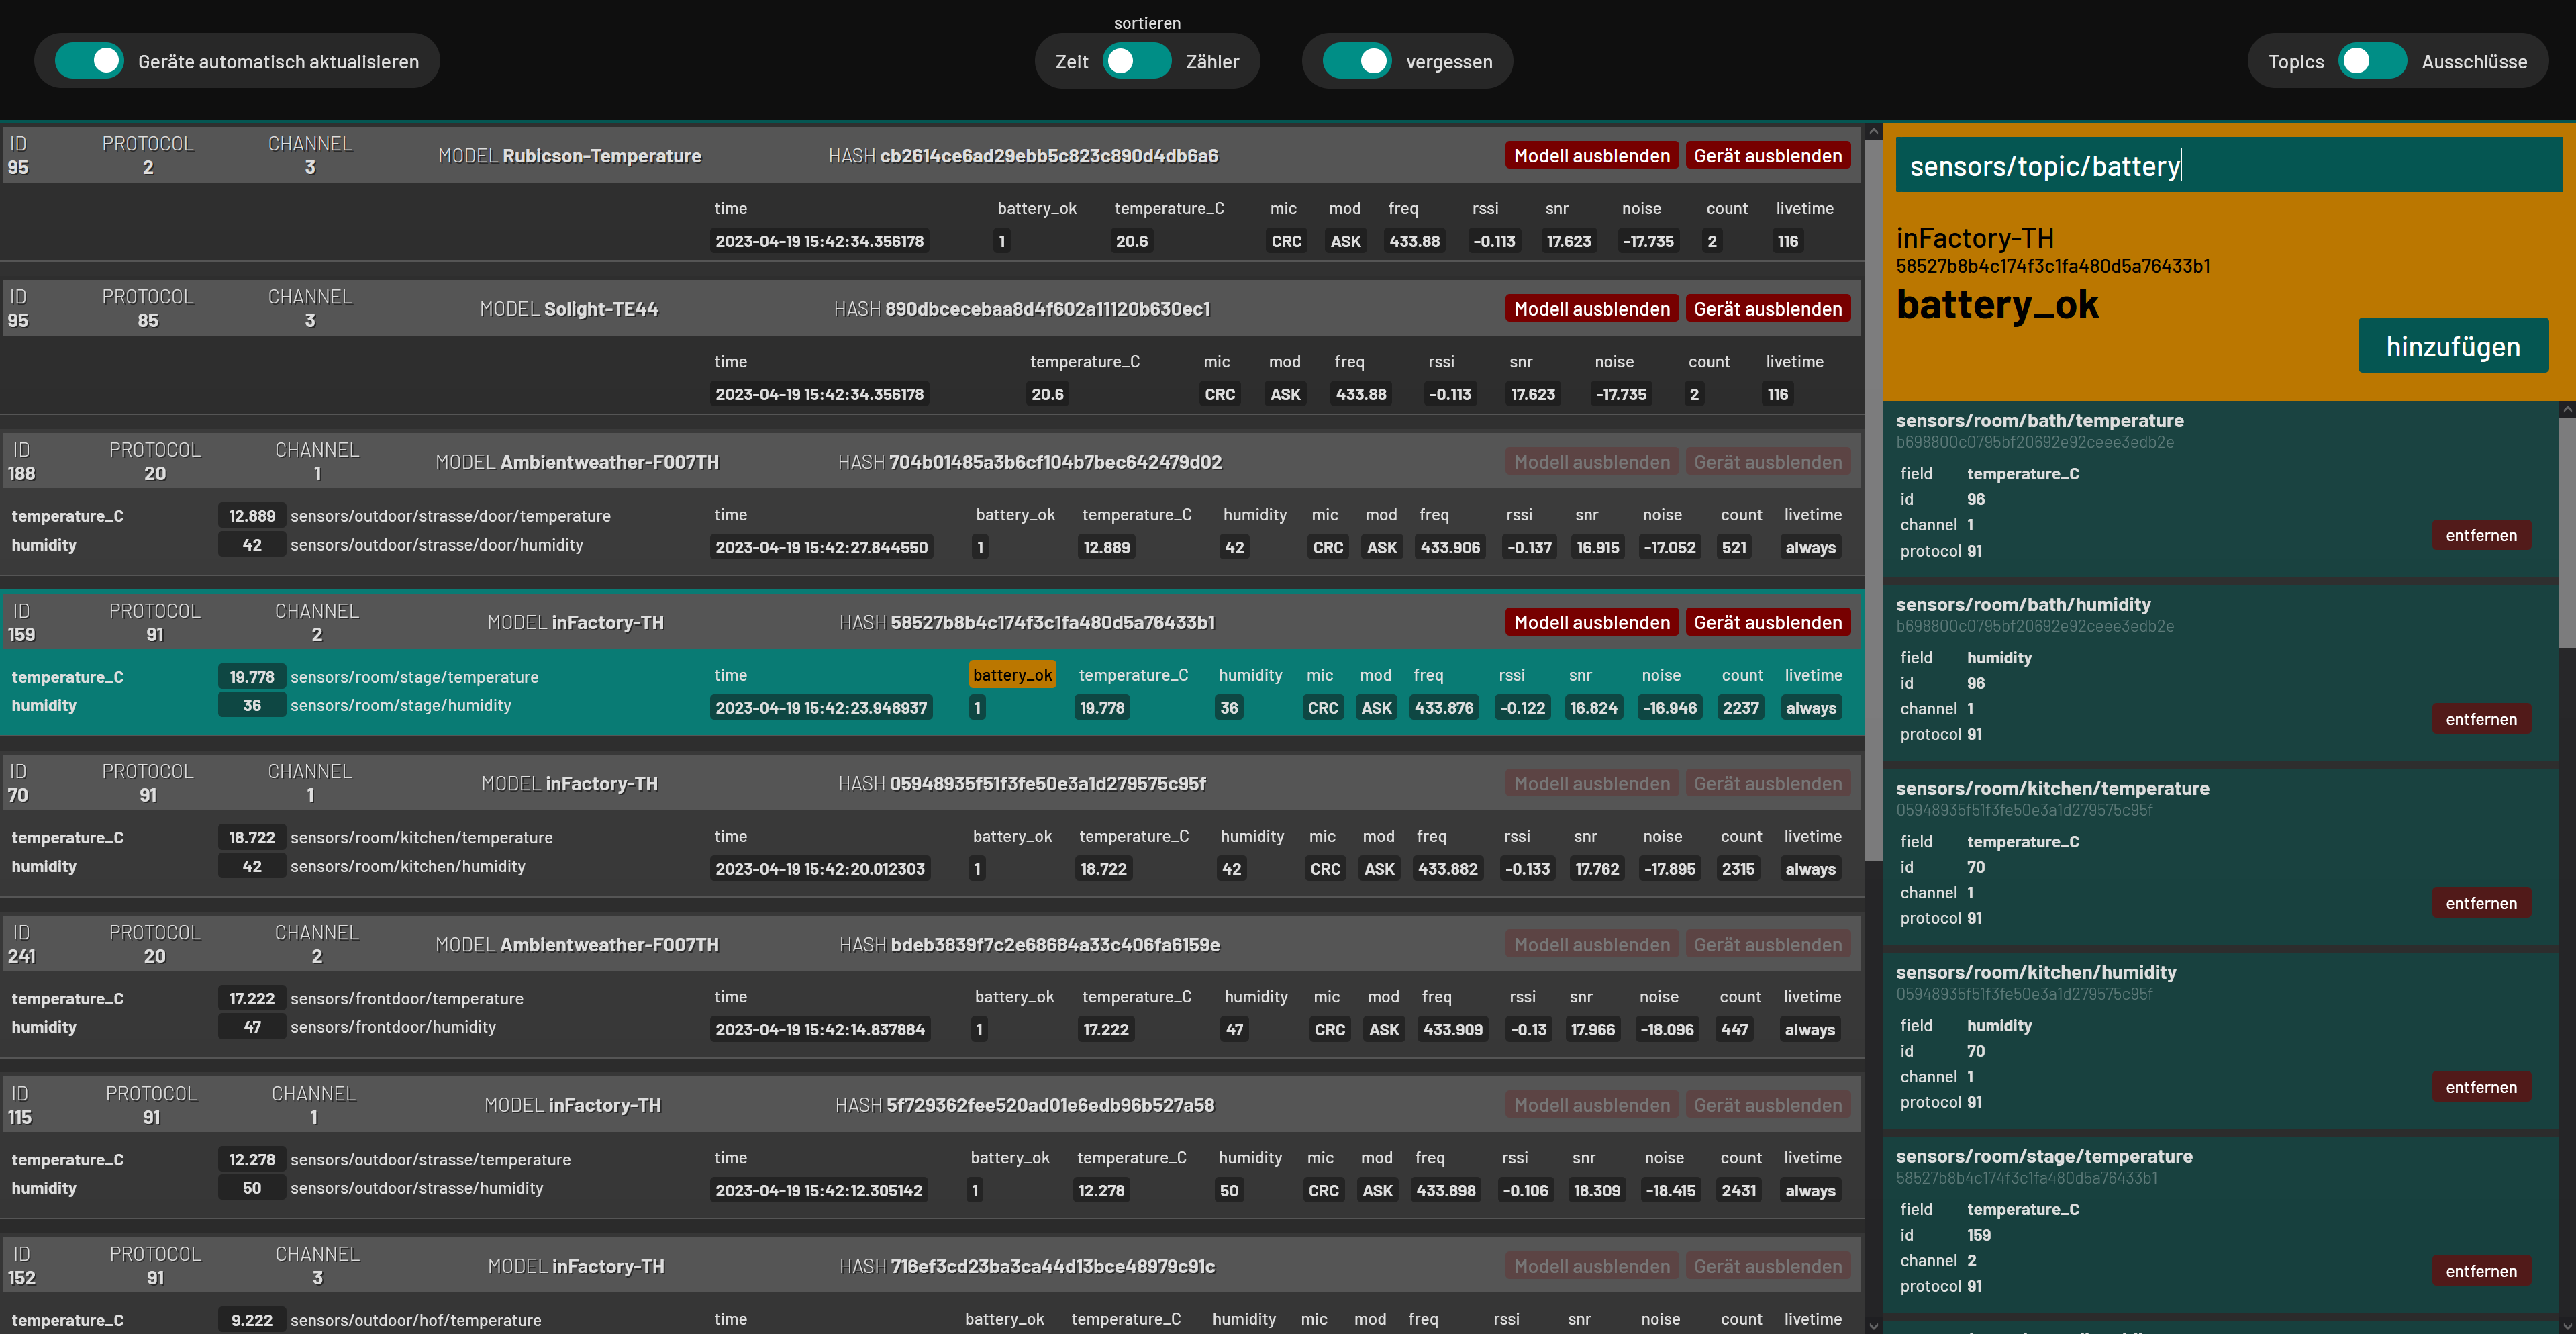 sortieren
Geräte automatisch aktualisieren
Zeit Zähler
vergessen
Topics Ausschlüsse
ID PROTOCOL CHANNEL
95 2 3
MODEL Rubicson-Temperature HASH cb2614ce6ad29ebb5c823c890d4db6a6 Modell ausblenden Gerät ausblenden
time battery_ok temperature_C mic mod freq rssi snr noise count livetime
2023-04-19 15:42:34.356178 1 20.6 CRC ASK 433.88 -0.113 17.623 -17.735 2 116
ID PROTOCOL CHANNEL
95 85 3
MODEL Solight-TE44 HASH 890dbcecebaa8d4f602a11120b630ec1 Modell ausblenden Gerät ausblenden
time temperature_C mic mod freq rssi snr noise count livetime
2023-04-19 15:42:34.356178 20.6 CRC ASK 433.88 -0.113 17.623 -17.735 2 116
ID PROTOCOL CHANNEL
188 20 1
MODEL Ambientweather-F007TH HASH 704b01485a3b6cf104b7bec642479d02 Modell ausblenden Gerät ausblenden
temperature_C 12.889 sensors/outdoor/strasse/door/temperature
humidity 42 sensors/outdoor/strasse/door/humidity
time battery_ok temperature_C humidity mic mod freq rssi snr noise count livetime
2023-04-19 15:42:27.844550 1 12.889 42 CRC ASK 433.906 -0.137 16.915 -17.052 521 always
ID PROTOCOL CHANNEL
159 91 2
MODEL inFactory-TH HASH 58527b8b4c174f3c1fa480d5a76433b1 Modell ausblenden Gerät ausblenden
temperature_C 19.778 sensors/room/stage/temperature
humidity 36 sensors/room/stage/humidity
time battery_ok temperature_C humidity mic mod freq rssi snr noise count livetime
2023-04-19 15:42:23.948937 1 19.778 36 CRC ASK 433.876 -0.122 16.824 -16.946 2237 always
ID PROTOCOL CHANNEL
70 91 1
MODEL inFactory-TH HASH 05948935f51f3fe50e3a1d279575c95f Modell ausblenden Gerät ausblenden
temperature_C 18.722 sensors/room/kitchen/temperature
humidity 42 sensors/room/kitchen/humidity
time battery_ok temperature_C humidity mic mod freq rssi snr noise count livetime
2023-04-19 15:42:20.012303 1 18.722 42 CRC ASK 433.882 -0.133 17.762 -17.895 2315 always
ID PROTOCOL CHANNEL
241 20 2
MODEL Ambientweather-F007TH HASH bdeb3839f7c2e68684a33c406fa6159e Modell ausblenden Gerät ausblenden
temperature_C 17.222 sensors/frontdoor/temperature
humidity 47 sensors/frontdoor/humidity
time battery_ok temperature_C humidity mic mod freq rssi snr noise count livetime
2023-04-19 15:42:14.837884 1 17.222 47 CRC ASK 433.909 -0.13 17.966 -18.096 447 always
ID PROTOCOL CHANNEL
115 91 1
MODEL inFactory-TH HASH 5f729362fee520ad01e6edb96b527a58 Modell ausblenden Gerät ausblenden
temperature_C 12.278 sensors/outdoor/strasse/temperature
humidity 50 sensors/outdoor/strasse/humidity
time battery_ok temperature_C humidity mic mod freq rssi snr noise count livetime
2023-04-19 15:42:12.305142 1 12.278 50 CRC ASK 433.898 -0.106 18.309 -18.415 2431 always
ID PROTOCOL CHANNEL
152 91 3
MODEL inFactory-TH HASH 716ef3cd23ba3ca44d13bce48979c91c Modell ausblenden Gerät ausblenden
temperature_C 9.222 sensors/outdoor/hof/temperature
time battery_ok temperature_C humidity mic mod freq rssi snr noise count livetime
sensors/topic/battery
inFactory-TH
58527b8b4c174f3c1fa480d5a76433b1
battery_ok
hinzufügen
sensors/room/bath/temperature
b698800c0795bf20692e92ceee3edb2e
field temperature_C
id 96
channel 1
protocol 91
entfernen
sensors/room/bath/humidity
b698800c0795bf20692e92ceee3edb2e
field humidity
id 96
channel 1
protocol 91
entfernen
sensors/room/kitchen/temperature
05948935f51f3fe50e3a1d279575c95f
field temperature_C
id 70
channel 1
protocol 91
entfernen
sensors/room/kitchen/humidity
05948935f51f3fe50e3a1d279575c95f
field humidity
id 70
channel 1
protocol 91
entfernen
sensors/room/stage/temperature
58527b8b4c174f3c1fa480d5a76433b1
field temperature_C
id 159
channel 2
protocol 91
entfernen